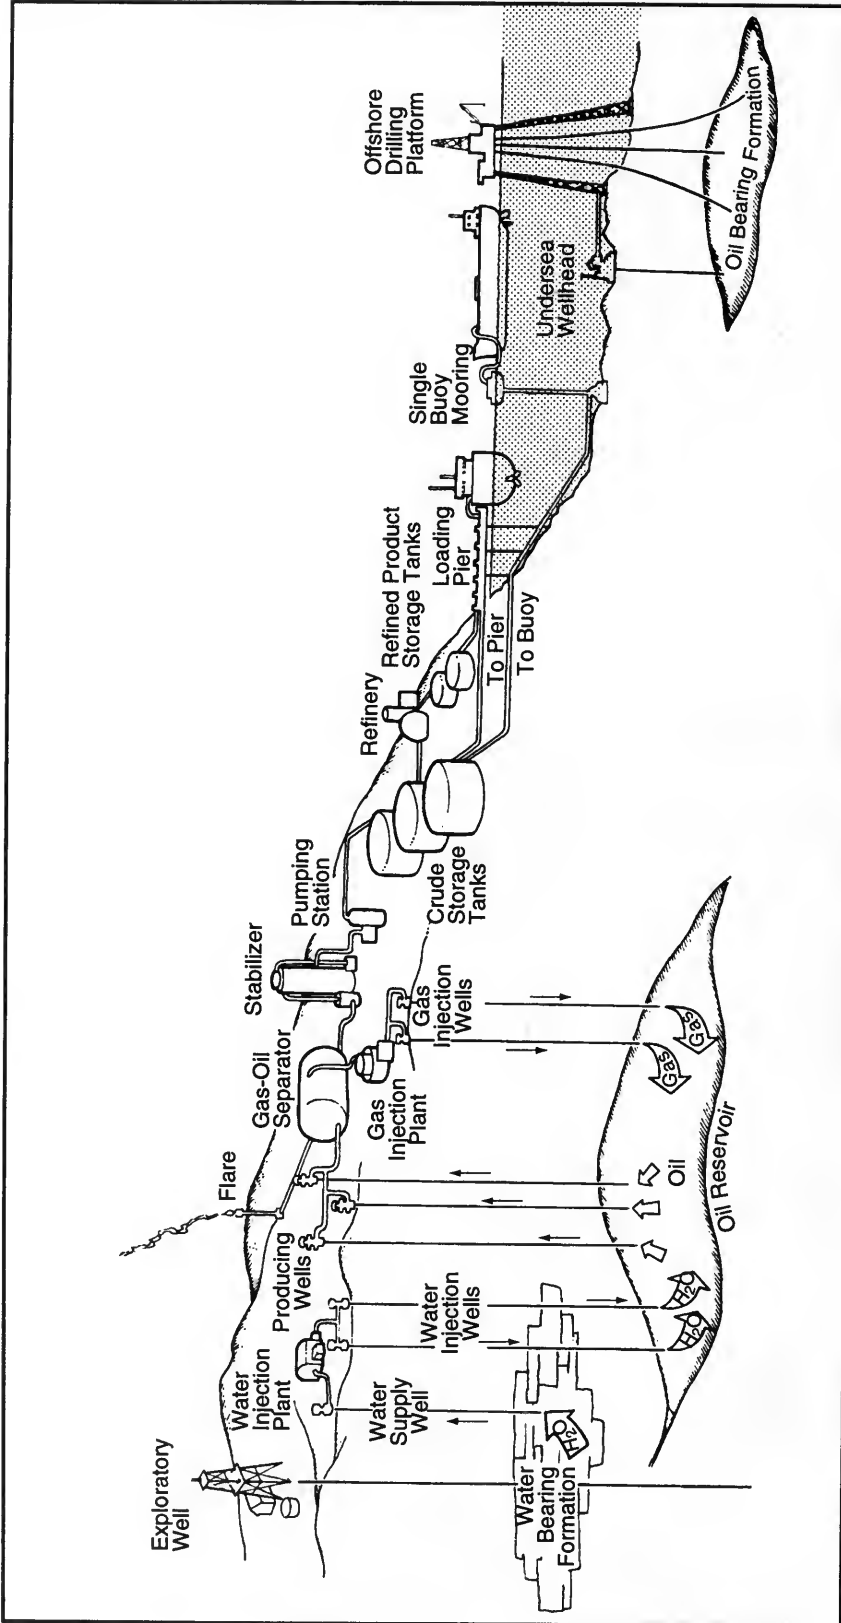 Exploratory
Well
Water
Injection
Plant
Water
Supply
Well
Water
Bearing
Formation
H2O
Producing
Wells
Water
Injection
Wells
H2O
H2O
Flare
Gas-Oil
Separator
Gas
Injection
Plant
Oil
Oil Reservoir
Stabilizer
Gas
Injection
Wells
Gas
Gas
Pumping
Station
Crude
Storage
Tanks
Refinery
Refined Product
Storage Tanks
To Pier
To Buoy
Loading
Pier
Single
Buoy
Mooring
Undersea
Wellhead
Offshore
Drilling
Platform
Oil Bearing Formation